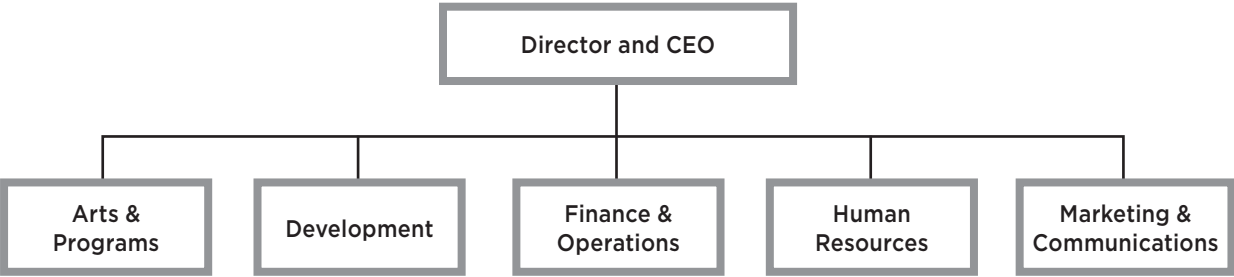 Director and CEO
Arts &
Programs
Development
Finance &
Operations
Human
Resources
Marketing &
Communications